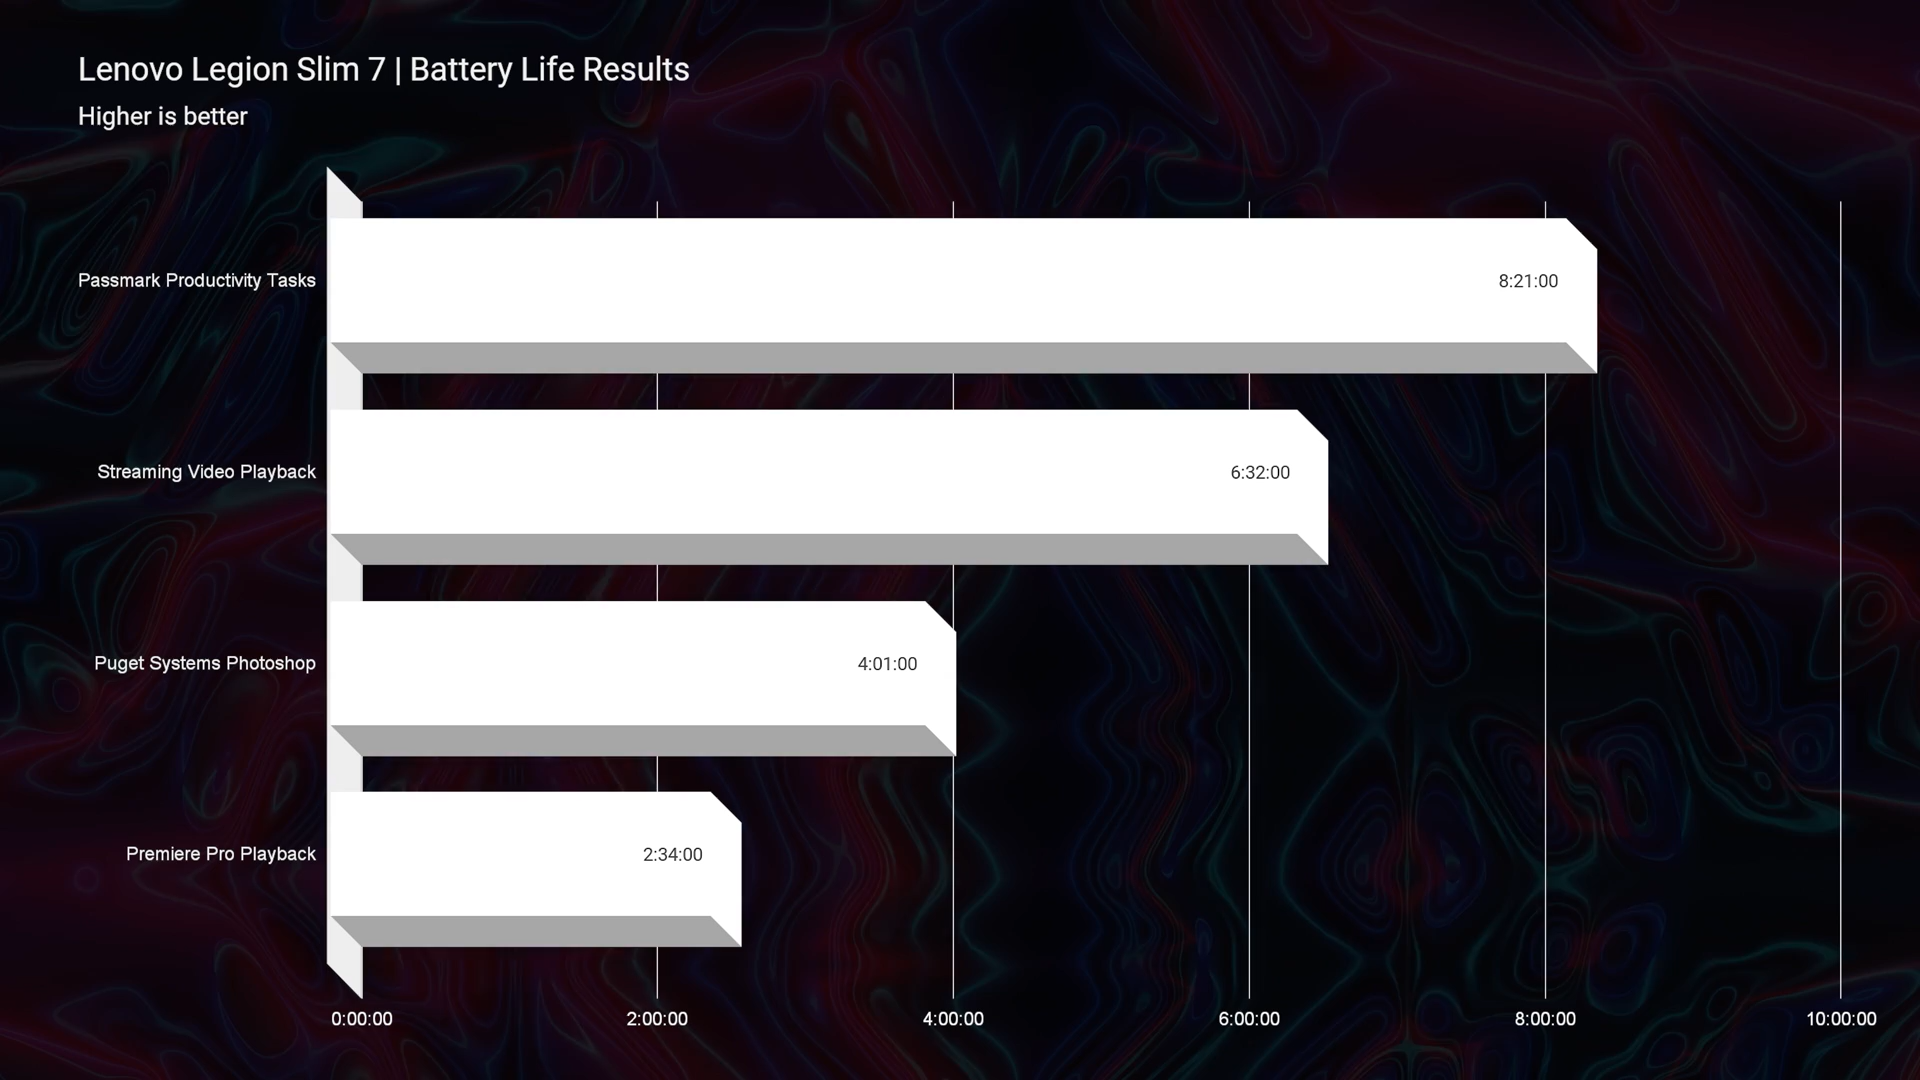 Lenovo Legion Slim 7 | Battery Life Results
Higher is better
Passmark Productivity Tasks
8:21:00
Streaming Video Playback
6:32:00
Puget Systems Photoshop
4:01:00
Premiere Pro Playback
2:34:00
0:00:00 2:00:00 4:00:00 6:00:00 8:00:00 10:00:00